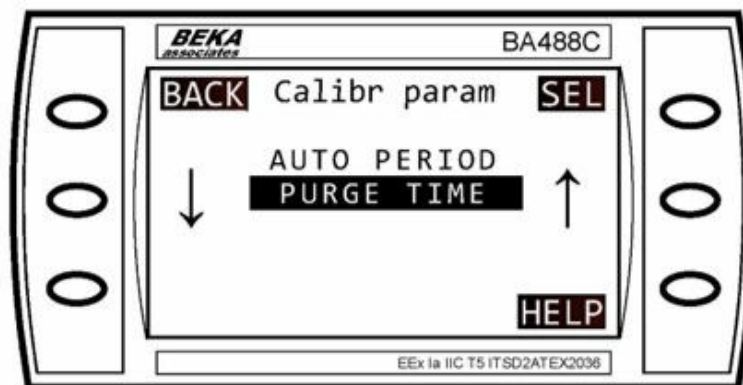 BEKA BA488C
associates
BACK Calibr param SEL
AUTO PERIOD
PURGE TIME
HELP
EEx Ia IIC T5 ITSD2ATEX2036